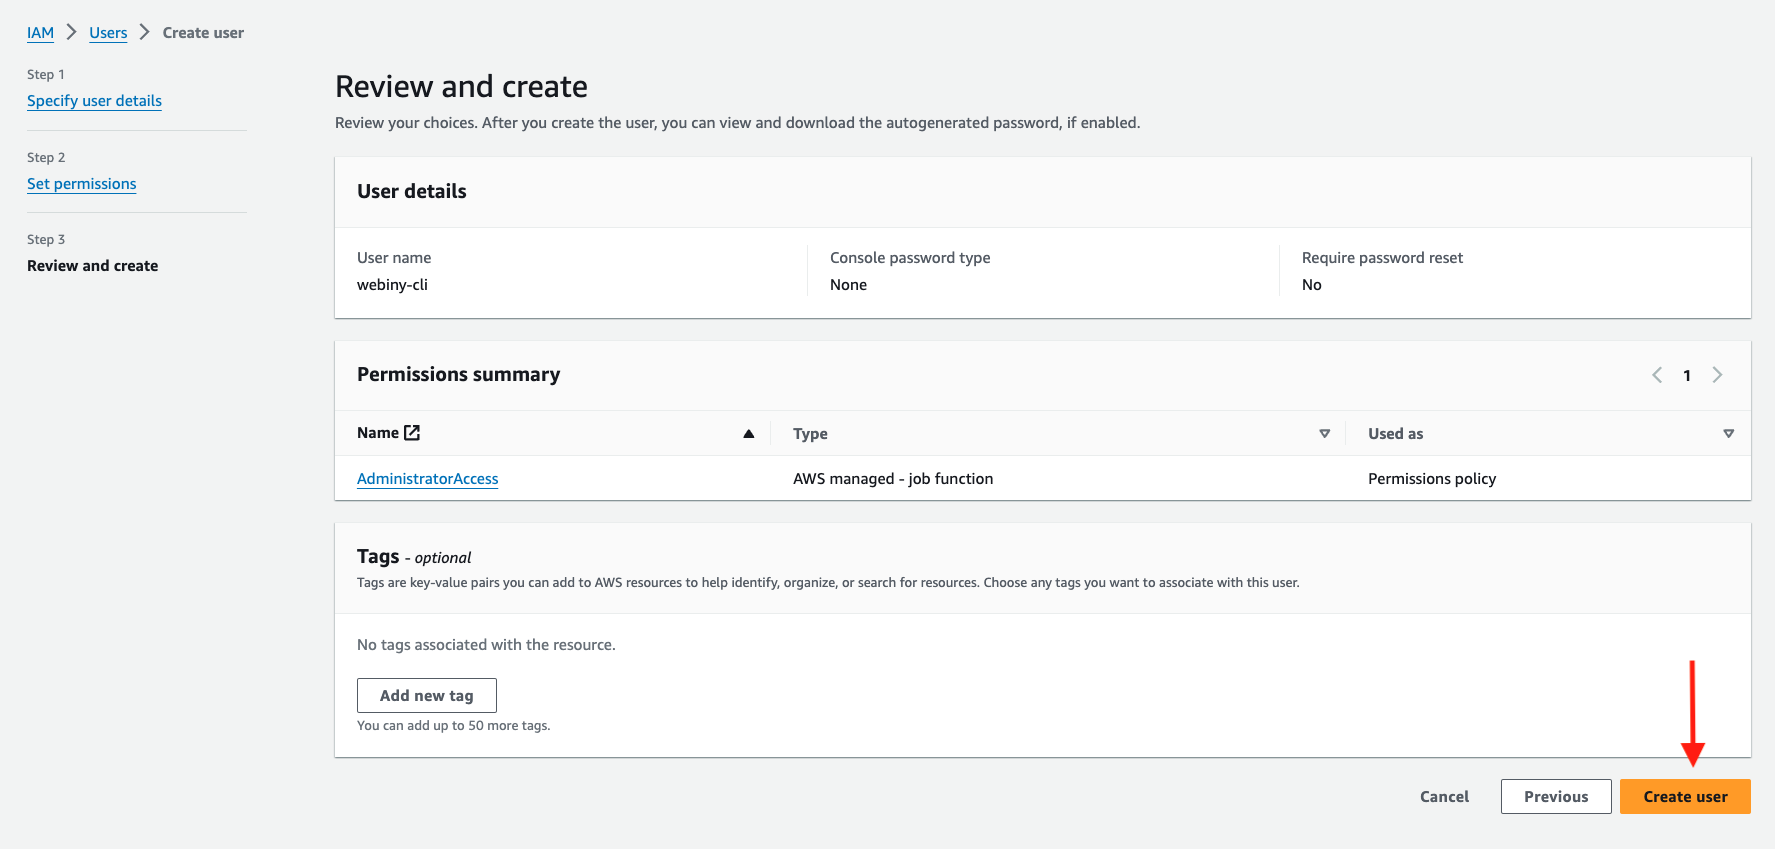 IAM > Users > Create user
Step 1
Specify user details
Step 2
Set permissions
Step 3
Review and create
Review and create
Review your choices. After you create the user, you can view and download the autogenerated password, if enabled.
User details
User name
webiny-cli
Console password type
None
Require password reset
No
Permissions summary
1
Name Type Used as
AdministratorAccess AWS managed - job function Permissions policy
Tags - optional
Tags are key-value pairs you can add to AWS resources to help identify, organize, or search for resources. Choose any tags you want to associate with this user.
No tags associated with the resource.
Add new tag
You can add up to 50 more tags.
Cancel Previous Create user